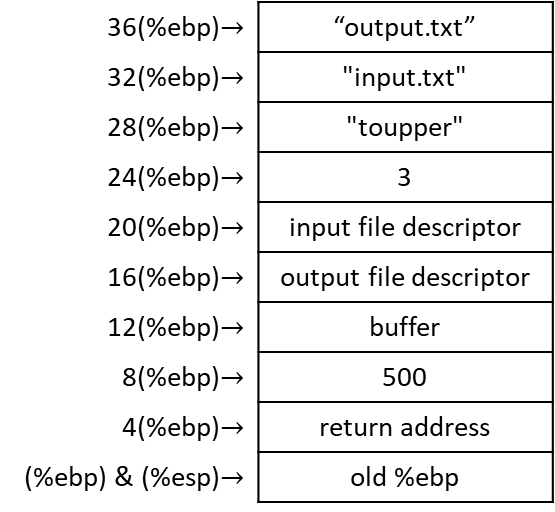 36(%ebp)→ “output.txt”
32(%ebp)→ "input.txt"
28(%ebp)→ "toupper"
24(%ebp)→ 3
20(%ebp)→ input file descriptor
16(%ebp)→ output file descriptor
12(%ebp)→ buffer
8(%ebp)→ 500
4(%ebp)→ return address
(%ebp) & (%esp)→ old %ebp